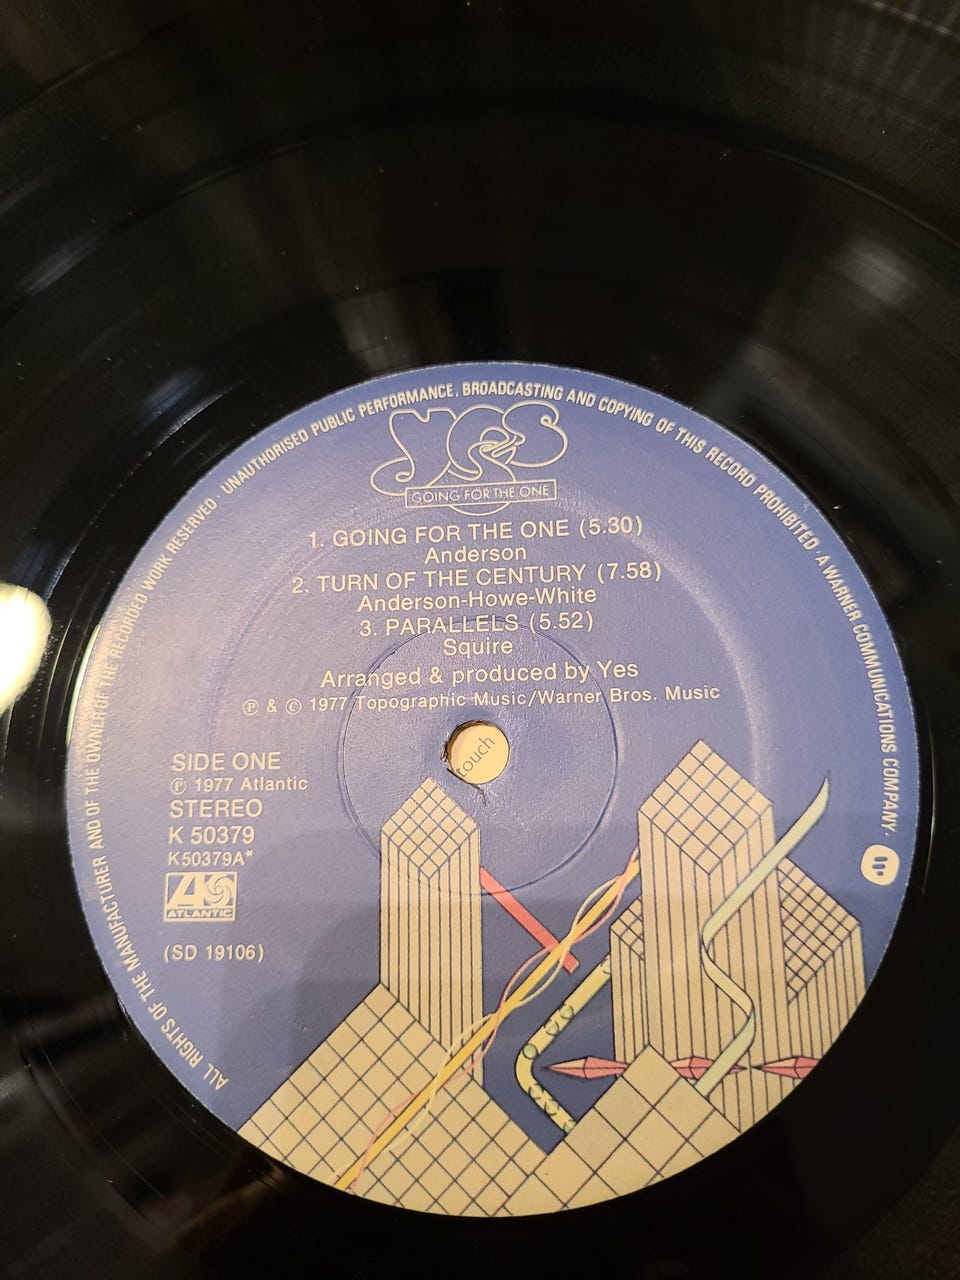 ALL RIGHTS OF THE MANUFACTURER AND OF THE OWNER OF THE RECORDED WORK RESERVED · UNAUTHORISED PUBLIC PERFORMANCE, BROADCASTING AND COPYING OF THIS RECORD PROHIBITED · A WARNER COMMUNICATIONS COMPANY.
YES
GOING FOR THE ONE
1. GOING FOR THE ONE (5.30)
Anderson
2. TURN OF THE CENTURY (7.58)
Anderson-Howe-White
3. PARALLELS (5.52)
Squire
Arranged & produced by Yes
℗ & © 1977 Topographic Music/Warner Bros. Music
touch
SIDE ONE
℗ 1977 Atlantic
STEREO
K 50379
K50379A*
ATLANTIC
(SD 19106)